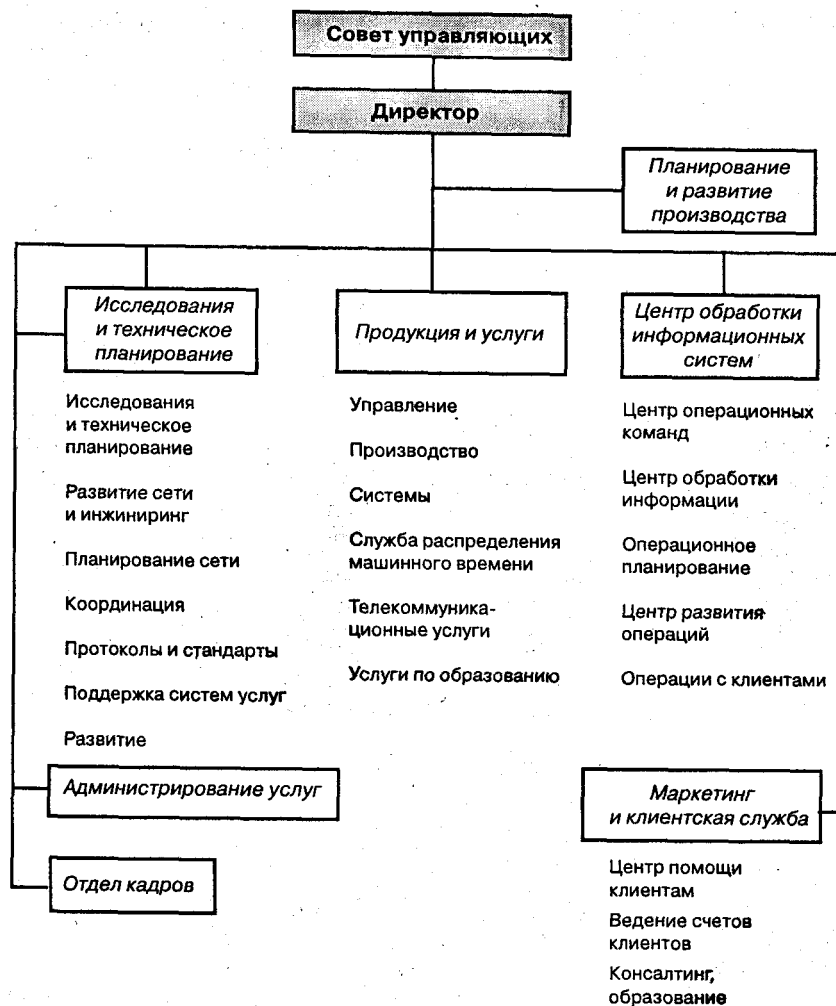 Совет управляющих
Директор
Планирование
и развитие
производства
Исследования
и техническое
планирование
Продукция и услуги
Центр обработки
информационных
систем
Исследования
и техническое
планирование
Развитие сети
и инжиниринг
Планирование сети
Координация
Протоколы и стандарты
Поддержка систем услуг
Развитие
Управление
Производство
Системы
Служба распределения
машинного времени
Телекоммуника-
ционные услуги
Услуги по образованию
Центр операционных
команд
Центр обработки
информации
Операционное
планирование
Центр развития
операций
Операции с клиентами
Администрирование услуг
Отдел кадров
Маркетинг
и клиентская служба
Центр помощи
клиентам
Ведение счетов
клиентов
Консалтинг,
образование